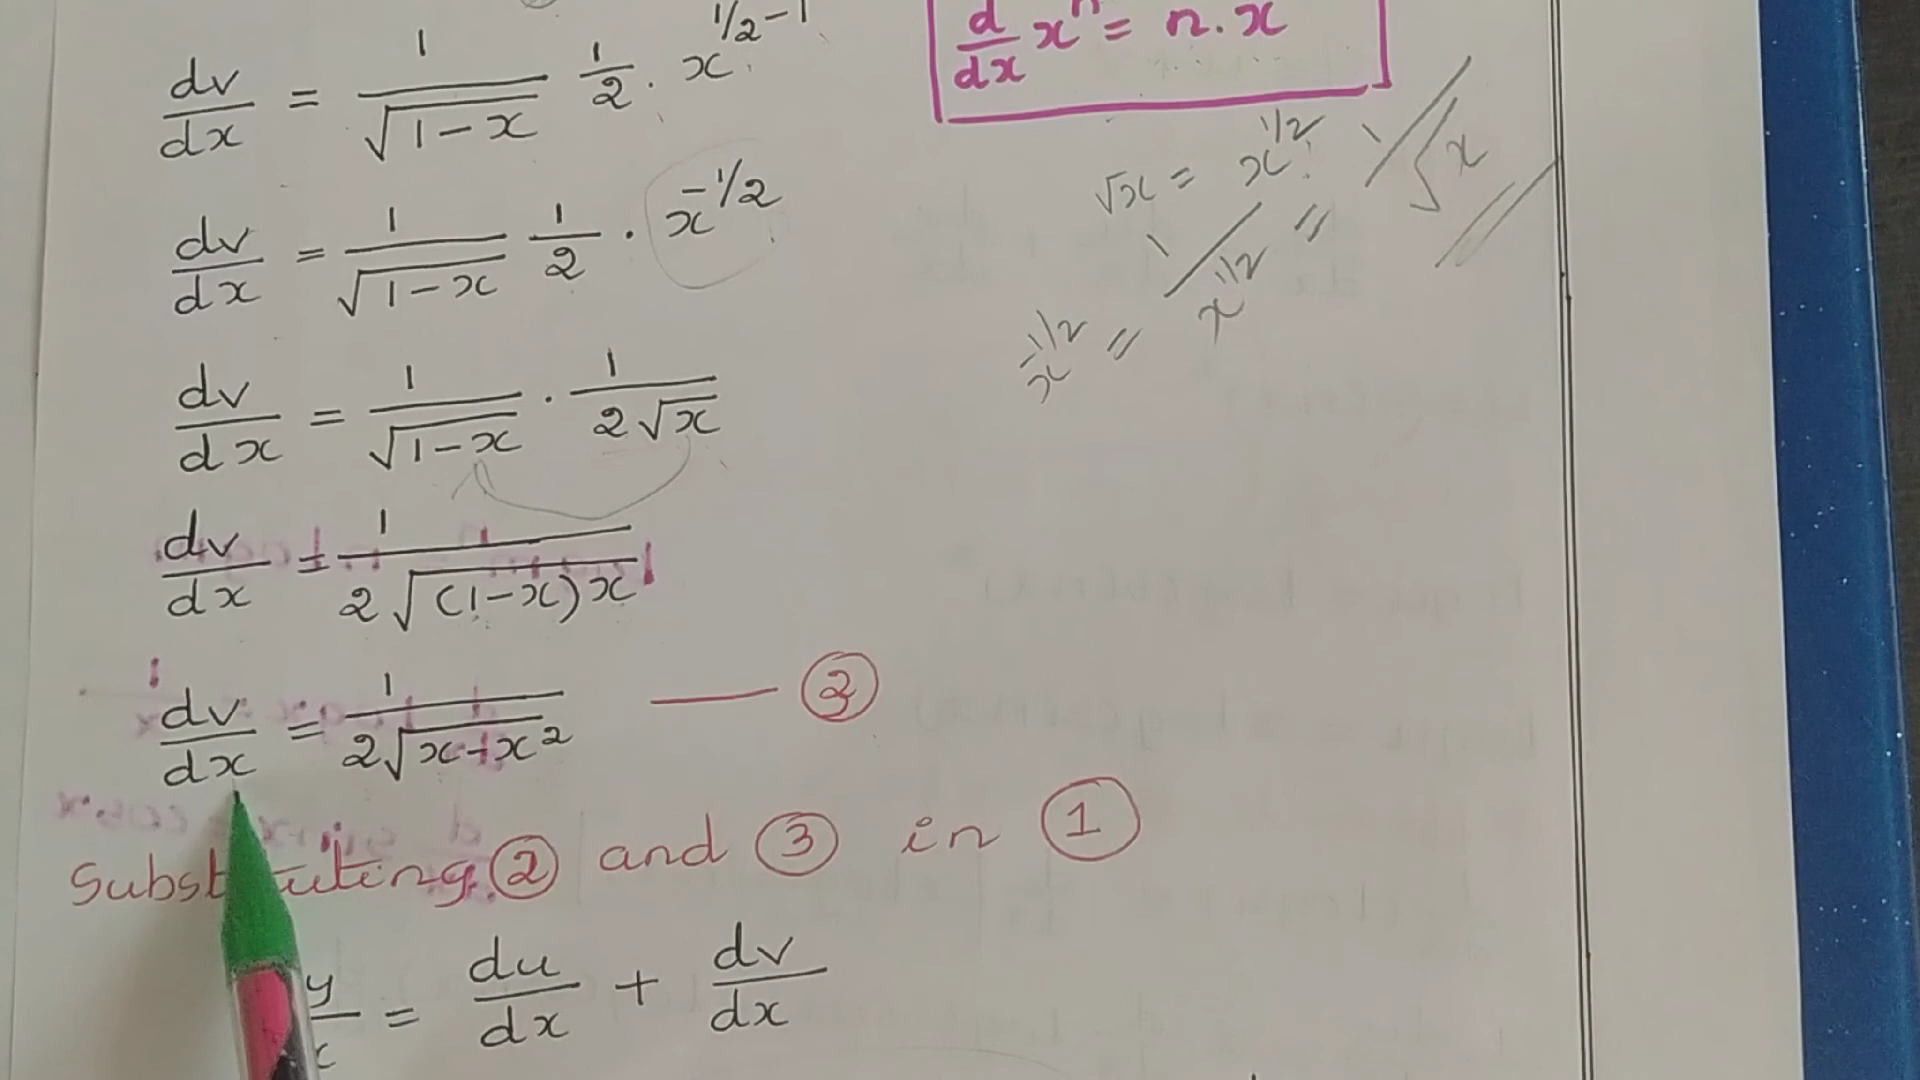 dv/dx = 1/√(1-x) 1/2 . x^(1/2-1)
d/dx x^n = n.x
dv/dx = 1/√(1-x) 1/2 . x^(-1/2)
√x = x^(1/2)
x^(-1/2) = 1/x^(1/2) = 1/√x
dv/dx = 1/√(1-x) . 1/(2√x)
dv/dx = 1/(2√((1-x)x))
dv/dx = 1/(2√(x-x²)) — ③
Substituting ② and ③ in ①
= du/dx + dv/dx